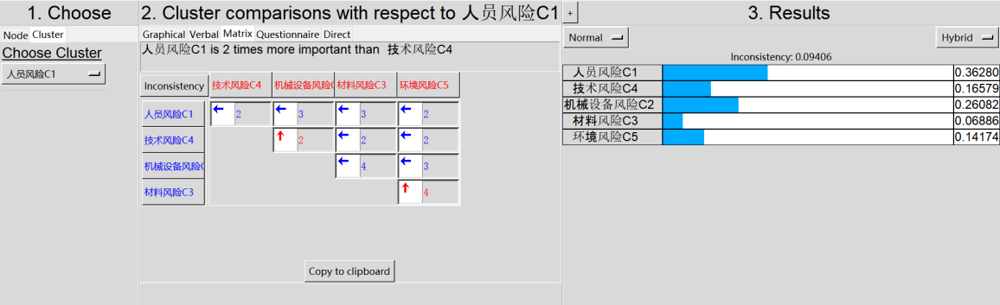 1. Choose
Node Cluster
Choose Cluster
人员风险C1
2. Cluster comparisons with respect to 人员风险C1
Graphical Verbal Matrix Questionnaire Direct
人员风险C1 is 2 times more important than 技术风险C4
Inconsistency 技术风险C4 机械设备风险C 材料风险C3 环境风险C5
人员风险C1 2 3 3 2
技术风险C4 2 2 2
机械设备风险C 4 3
材料风险C3 4
Copy to clipboard
3. Results
+
Normal Hybrid
Inconsistency: 0.09406
人员风险C1 0.36280
技术风险C4 0.16579
机械设备风险C2 0.26082
材料风险C3 0.06886
环境风险C5 0.14174